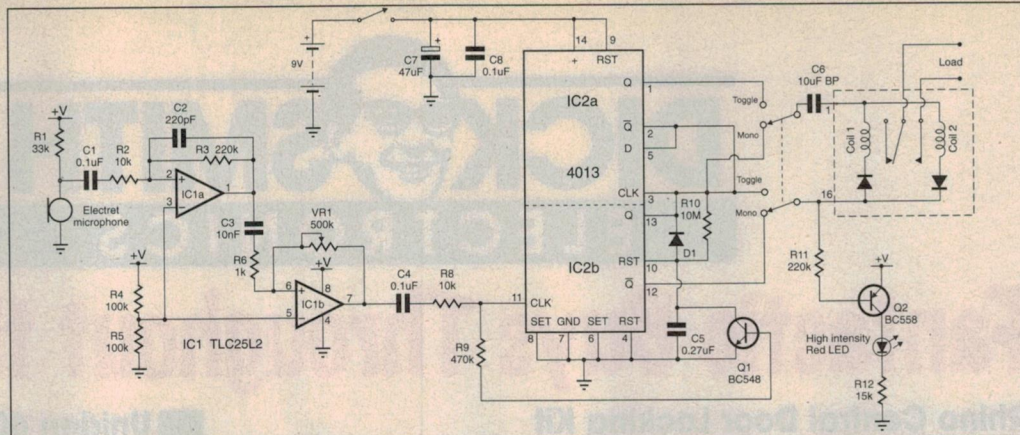 +V
R1
33k
C1
0.1uF
R2
10k
Electret
microphone
C2
220pF
R3 220k
2
+
IC1a
1
3
C3
10nF
R6
1k
+V
R4
100k
R5
100k
IC1 TLC25L2
VR1
500k
+V
6
+
8
IC1b
7
5
–
4
C4
0.1uF
R8
10k
R9
470k
9V
+
+
C7
47uF
C8
0.1uF
14
9
+
RST
IC2a
Q
1
Q
2
D
5
4013
CLK
3
Q
13
IC2b
RST
10
Q
12
11
CLK
SET GND SET RST
8
7
6
4
R10
10M
D1
C5
0.27uF
Q1
BC548
Toggle
Mono
Toggle
Mono
C6
10uF BP
1
16
Load
Coil 1
Coil 2
R11
220k
+V
Q2
BC558
High intensity
Red LED
R12
15k